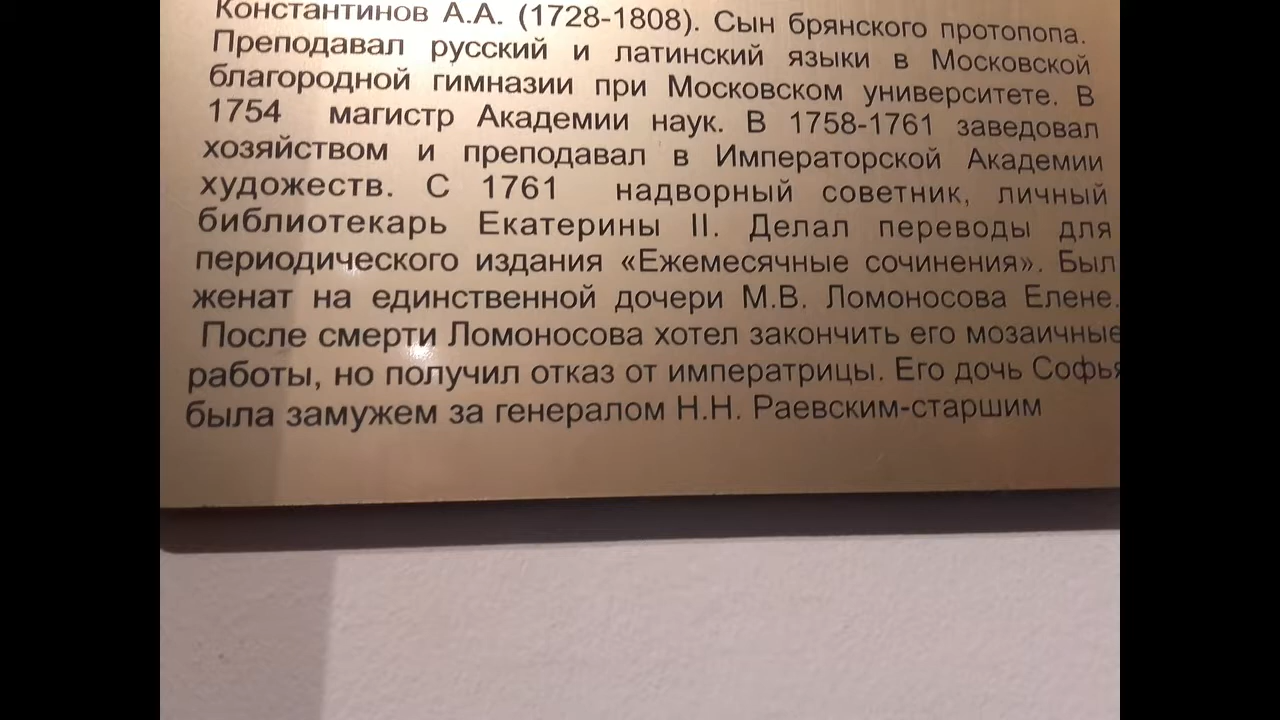 Константинов А.А. (1728-1808). Сын брянского протопопа.
Преподавал русский и латинский языки в Московской
благородной гимназии при Московском университете. В
1754 магистр Академии наук. В 1758-1761 заведовал
хозяйством и преподавал в Императорской Академии
художеств. С 1761 надворный советник, личный
библиотекарь Екатерины II. Делал переводы для
периодического издания «Ежемесячные сочинения». Был
женат на единственной дочери М.В. Ломоносова Елене.
После смерти Ломоносова хотел закончить его мозаичные
работы, но получил отказ от императрицы. Его дочь Софья
была замужем за генералом Н.Н. Раевским-старшим